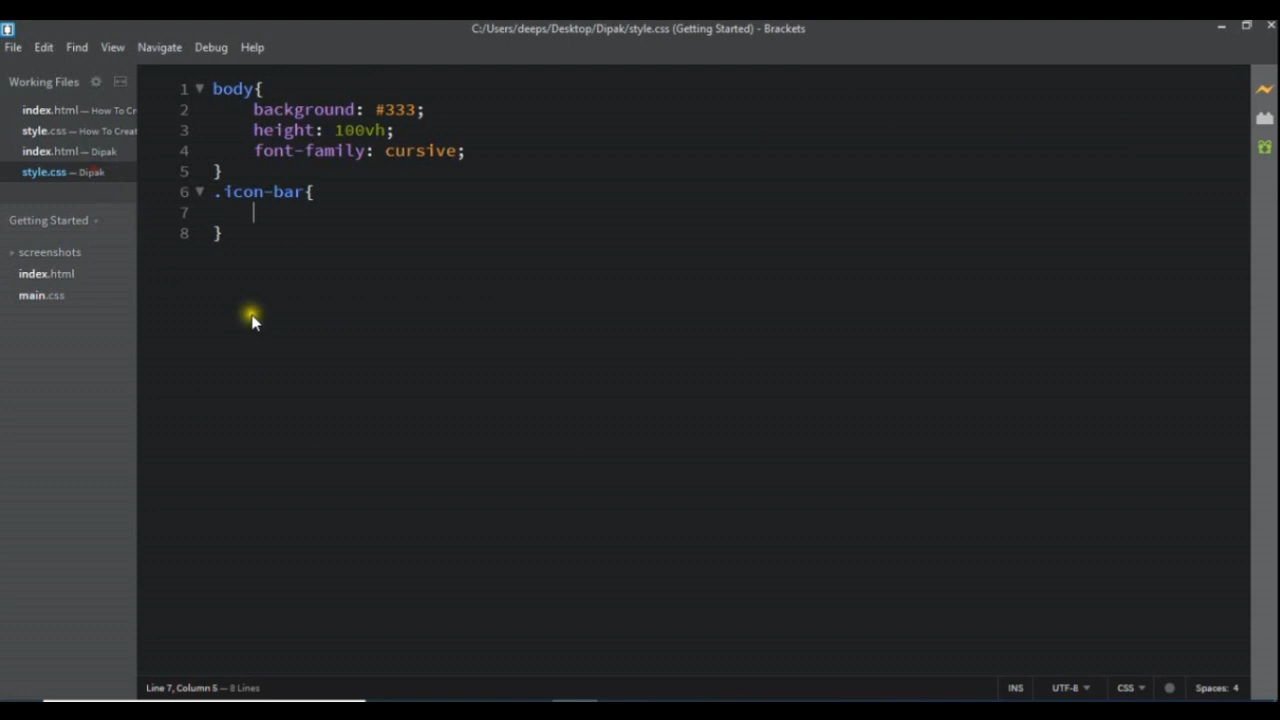 C:/Users/deeps/Desktop/Dipak/style.css (Getting Started) - Brackets
File Edit Find View Navigate Debug Help
Working Files
index.html — How To Cr
style.css — How To Creat
index.html — Dipak
style.css — Dipak
Getting Started
screenshots
index.html
main.css
1 body{
2 background: #333;
3 height: 100vh;
4 font-family: cursive;
5 }
6 .icon-bar{
7
8 }
Line 7, Column 5 — 8 Lines
INS UTF-8 CSS Spaces: 4